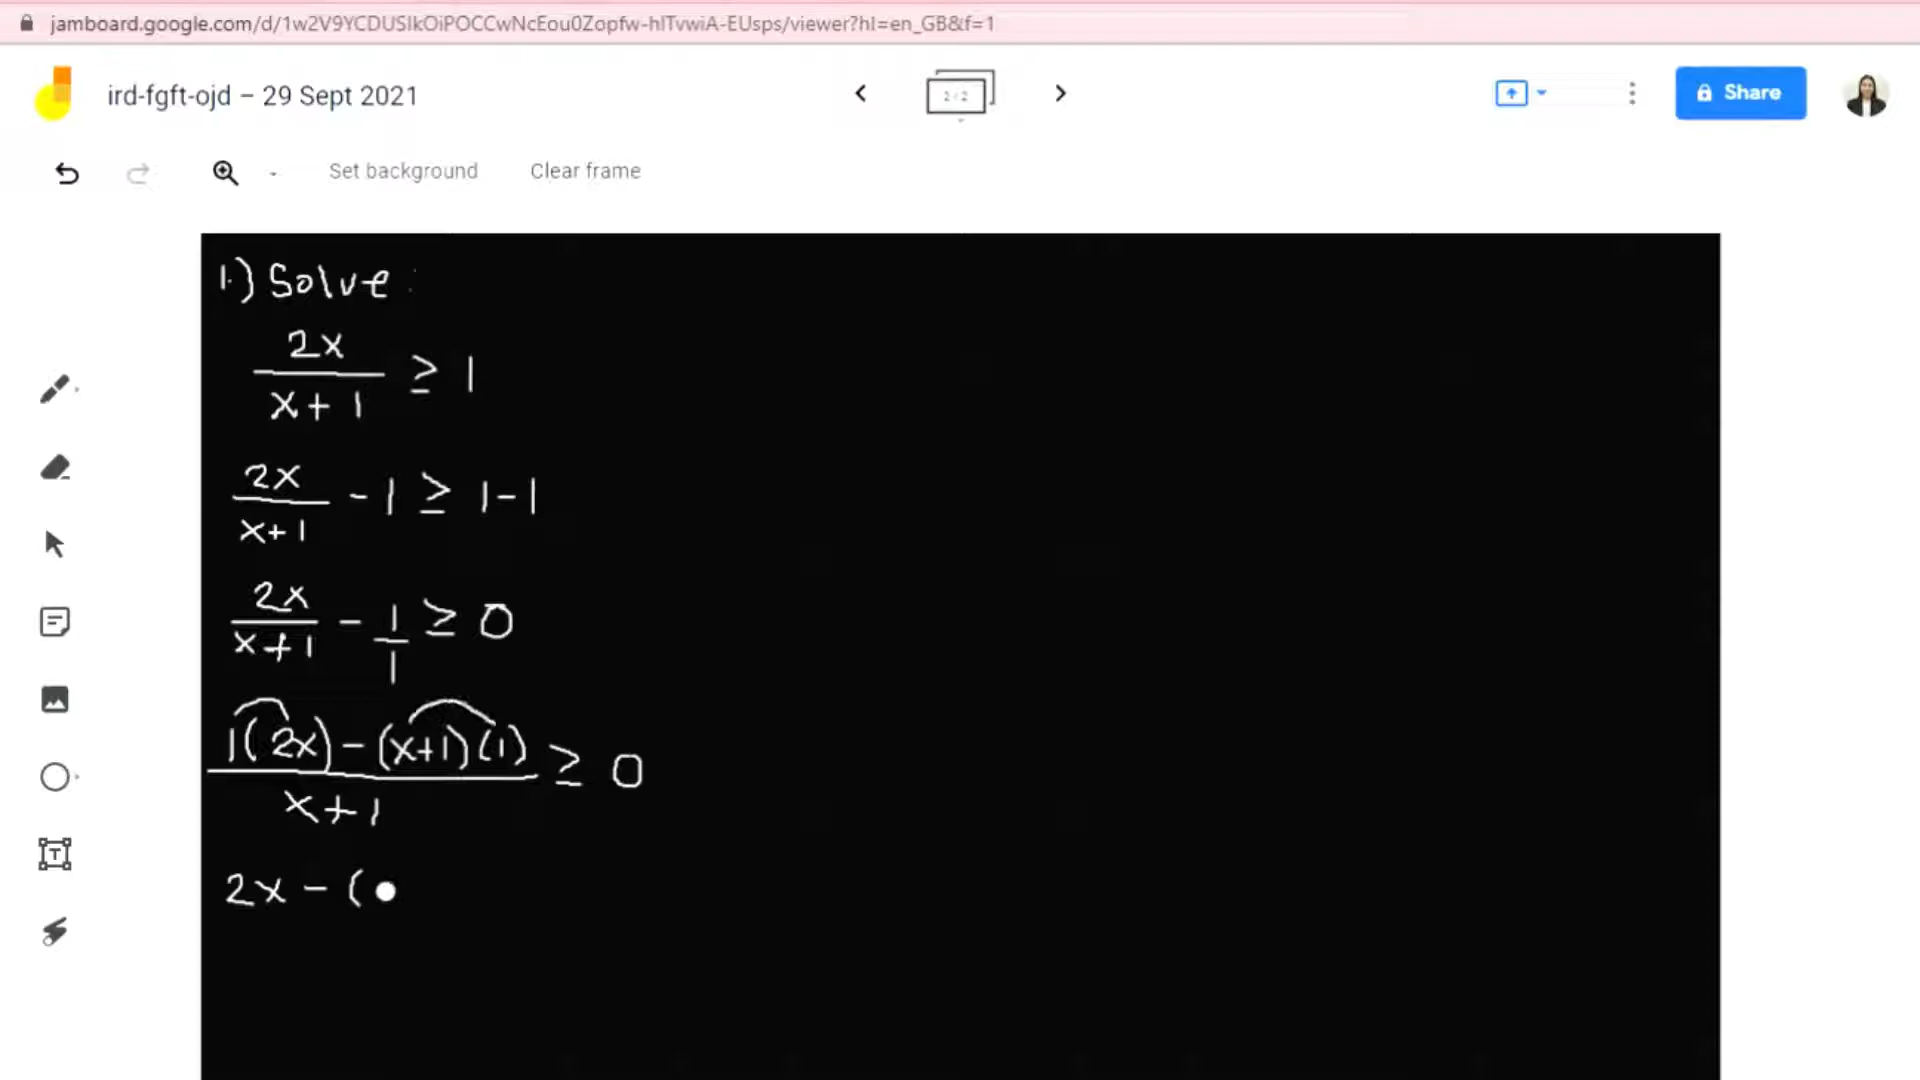 jamboard.google.com/d/1w2V9YCDUSIkOiPOCCwNcEou0Zopfw-hlTvwiA-EUsps/viewer?hl=en_GB&f=1
ird-fgft-ojd – 29 Sept 2021
Share
Set background
Clear frame
1.) Solve :
2x
x + 1
≥ 1
2x
x+1
- 1 ≥ 1-1
2x
x+1
- 1
1
≥ 0
1(2x) - (x+1)(1)
x+1
≥ 0
2x - (